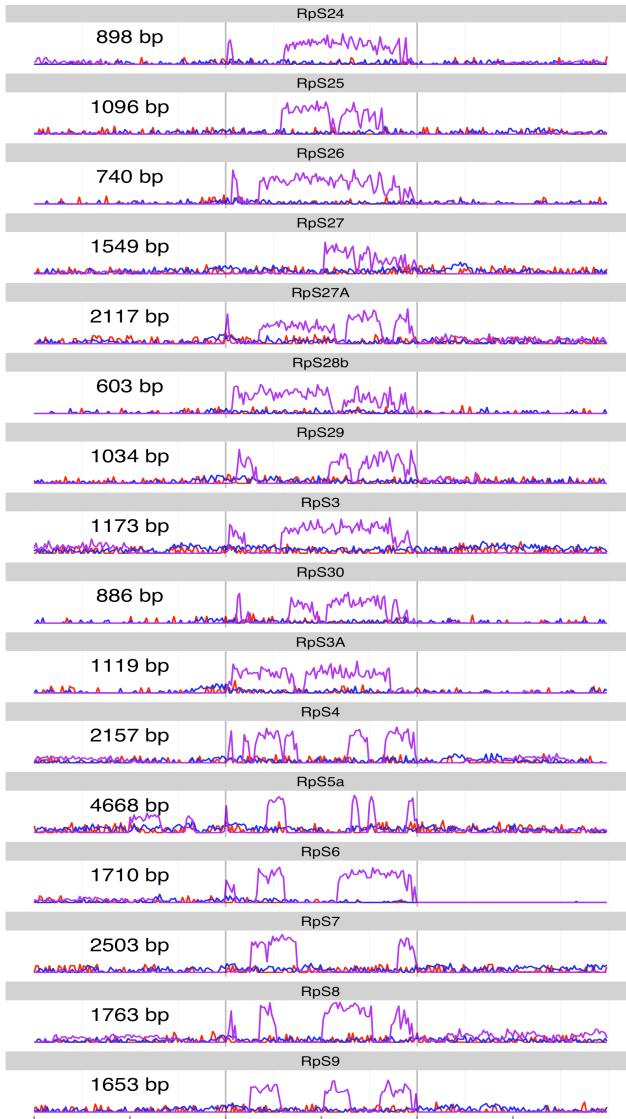 RpS24
898 bp
RpS25
1096 bp
RpS26
740 bp
RpS27
1549 bp
RpS27A
2117 bp
RpS28b
603 bp
RpS29
1034 bp
RpS3
1173 bp
RpS30
886 bp
RpS3A
1119 bp
RpS4
2157 bp
RpS5a
4668 bp
RpS6
1710 bp
RpS7
2503 bp
RpS8
1763 bp
RpS9
1653 bp